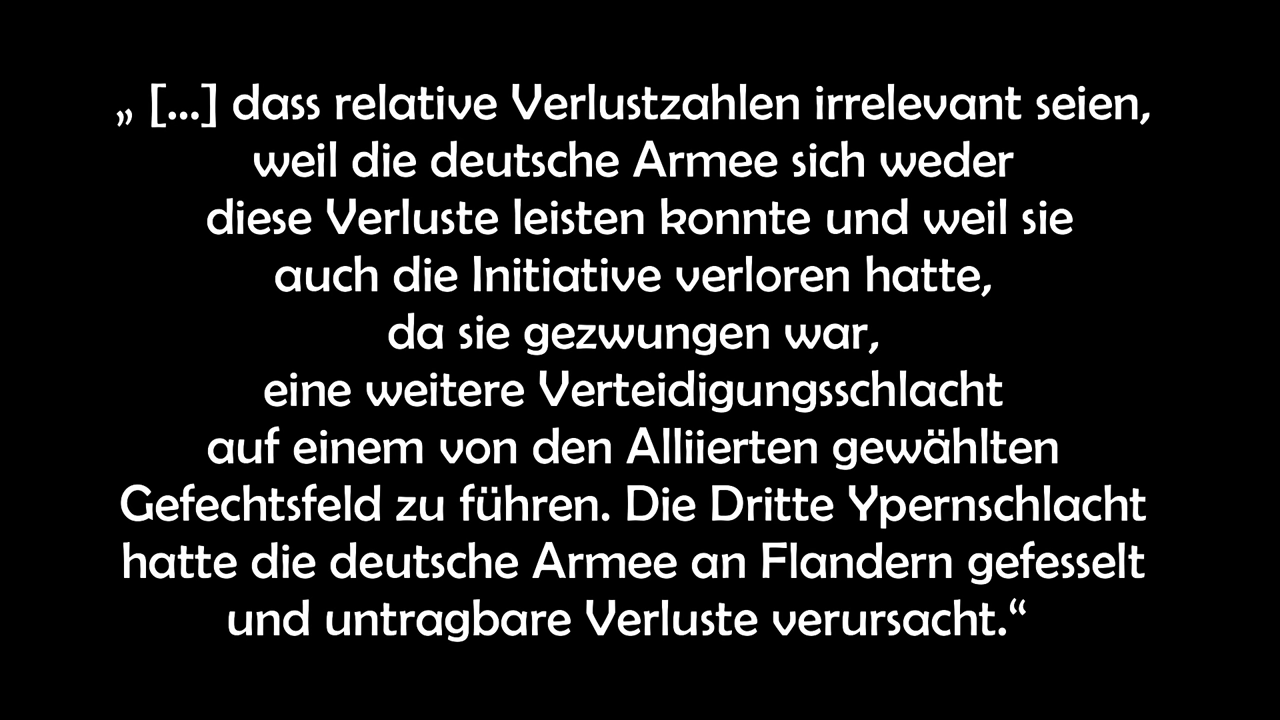 „ [...] dass relative Verlustzahlen irrelevant seien,
weil die deutsche Armee sich weder
diese Verluste leisten konnte und weil sie
auch die Initiative verloren hatte,
da sie gezwungen war,
eine weitere Verteidigungsschlacht
auf einem von den Alliierten gewählten
Gefechtsfeld zu führen. Die Dritte Ypernschlacht
hatte die deutsche Armee an Flandern gefesselt
und untragbare Verluste verursacht.“